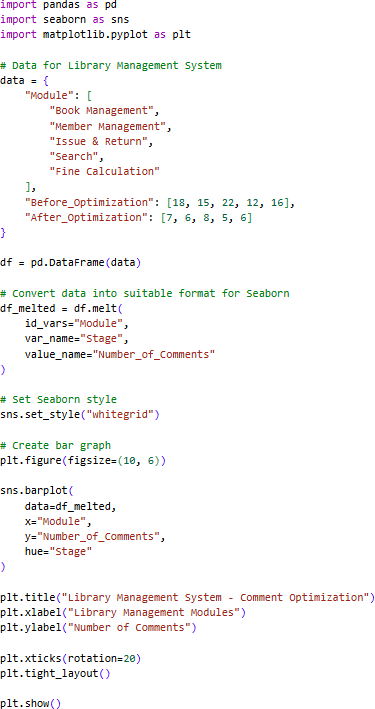 import pandas as pd
import seaborn as sns
import matplotlib.pyplot as plt

# Data for Library Management System
data = {
    "Module": [
        "Book Management",
        "Member Management",
        "Issue & Return",
        "Search",
        "Fine Calculation"
    ],
    "Before_Optimization": [18, 15, 22, 12, 16],
    "After_Optimization": [7, 6, 8, 5, 6]
}

df = pd.DataFrame(data)

# Convert data into suitable format for Seaborn
df_melted = df.melt(
    id_vars="Module",
    var_name="Stage",
    value_name="Number_of_Comments"
)

# Set Seaborn style
sns.set_style("whitegrid")

# Create bar graph
plt.figure(figsize=(10, 6))

sns.barplot(
    data=df_melted,
    x="Module",
    y="Number_of_Comments",
    hue="Stage"
)

plt.title("Library Management System - Comment Optimization")
plt.xlabel("Library Management Modules")
plt.ylabel("Number of Comments")

plt.xticks(rotation=20)
plt.tight_layout()

plt.show()